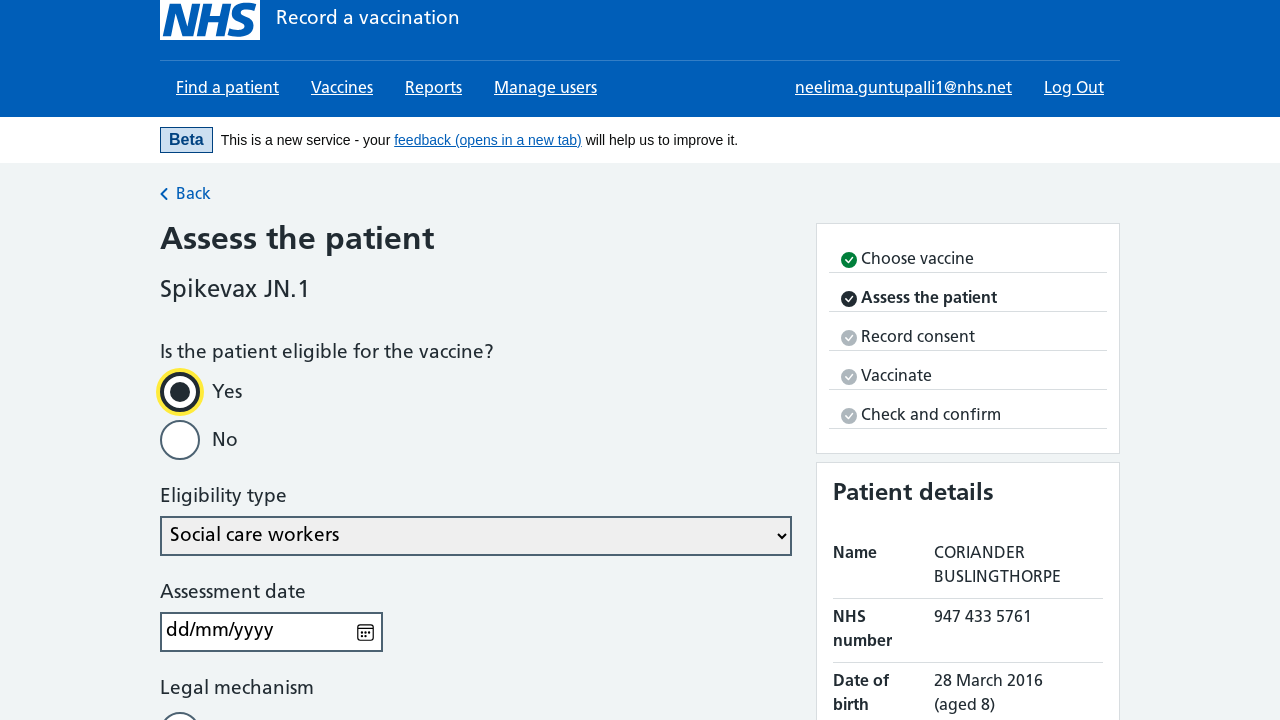 NHS Record a vaccination
Find a patient Vaccines Reports Manage users neelima.guntupalli1@nhs.net Log Out
Beta This is a new service - your feedback (opens in a new tab) will help us to improve it.
Back
Assess the patient
Spikevax JN.1
Is the patient eligible for the vaccine?
Yes
No
Eligibility type
Social care workers
Assessment date
dd/mm/yyyy
Legal mechanism
Choose vaccine
Assess the patient
Record consent
Vaccinate
Check and confirm
Patient details
Name CORIANDER
BUSLINGTHORPE
NHS 947 433 5761
number
Date of 28 March 2016
birth (aged 8)